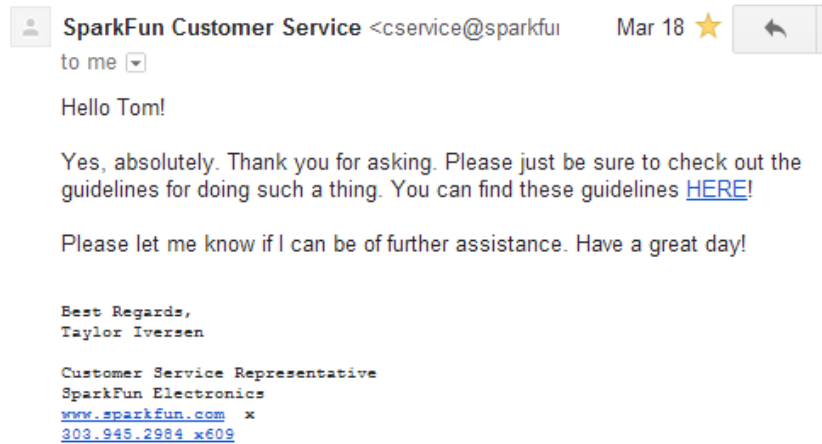 SparkFun Customer Service <cservice@sparkfui Mar 18
to me
Hello Tom!
Yes, absolutely. Thank you for asking. Please just be sure to check out the
guidelines for doing such a thing. You can find these guidelines HERE!
Please let me know if I can be of further assistance. Have a great day!
Best Regards,
Taylor Iversen
Customer Service Representative
SparkFun Electronics
www.sparkfun.com x
303.945.2984 x609